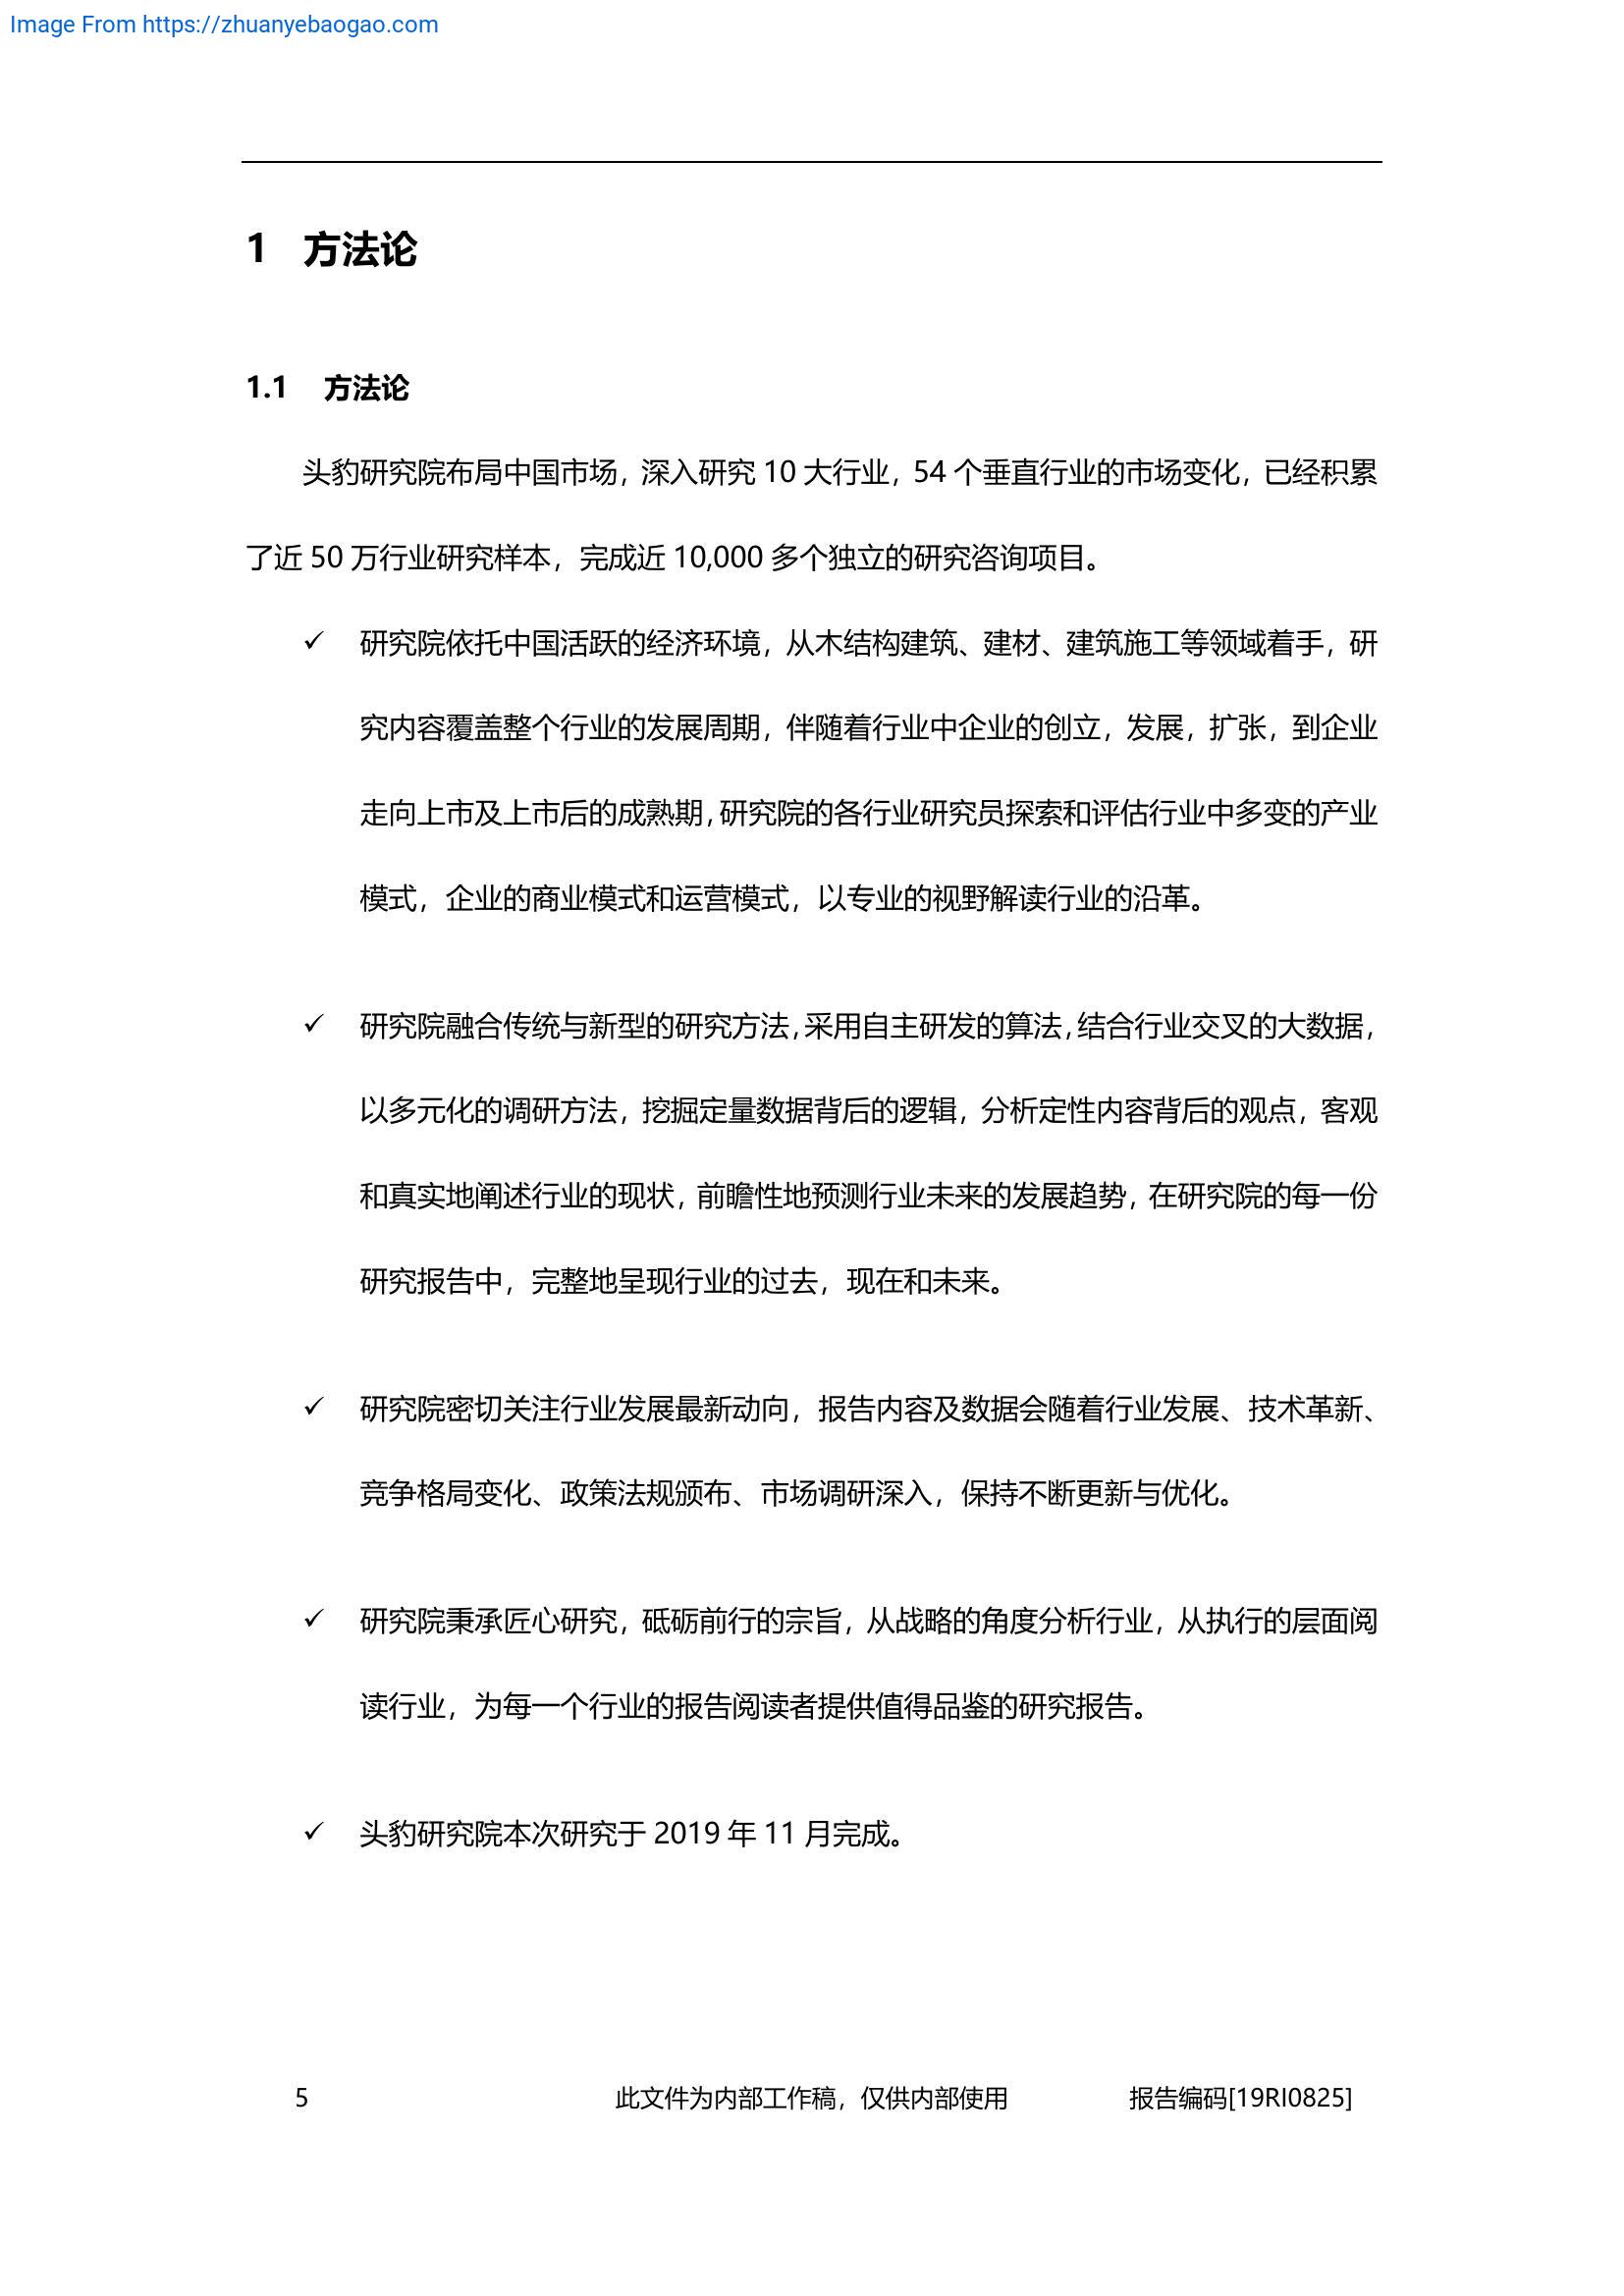 Image From https://zhuanyebaogao.com
1 方法论
1.1 方法论
头豹研究院布局中国市场，深入研究 10 大行业，54 个垂直行业的市场变化，已经积累
了近 50 万行业研究样本，完成近 10,000 多个独立的研究咨询项目。
✓ 研究院依托中国活跃的经济环境，从木结构建筑、建材、建筑施工等领域着手，研
究内容覆盖整个行业的发展周期，伴随着行业中企业的创立，发展，扩张，到企业
走向上市及上市后的成熟期，研究院的各行业研究员探索和评估行业中多变的产业
模式，企业的商业模式和运营模式，以专业的视野解读行业的沿革。
✓ 研究院融合传统与新型的研究方法，采用自主研发的算法，结合行业交叉的大数据，
以多元化的调研方法，挖掘定量数据背后的逻辑，分析定性内容背后的观点，客观
和真实地阐述行业的现状，前瞻性地预测行业未来的发展趋势，在研究院的每一份
研究报告中，完整地呈现行业的过去，现在和未来。
✓ 研究院密切关注行业发展最新动向，报告内容及数据会随着行业发展、技术革新、
竞争格局变化、政策法规颁布、市场调研深入，保持不断更新与优化。
✓ 研究院秉承匠心研究，砥砺前行的宗旨，从战略的角度分析行业，从执行的层面阅
读行业，为每一个行业的报告阅读者提供值得品鉴的研究报告。
✓ 头豹研究院本次研究于 2019 年 11 月完成。
5 此文件为内部工作稿，仅供内部使用 报告编码[19RI0825]